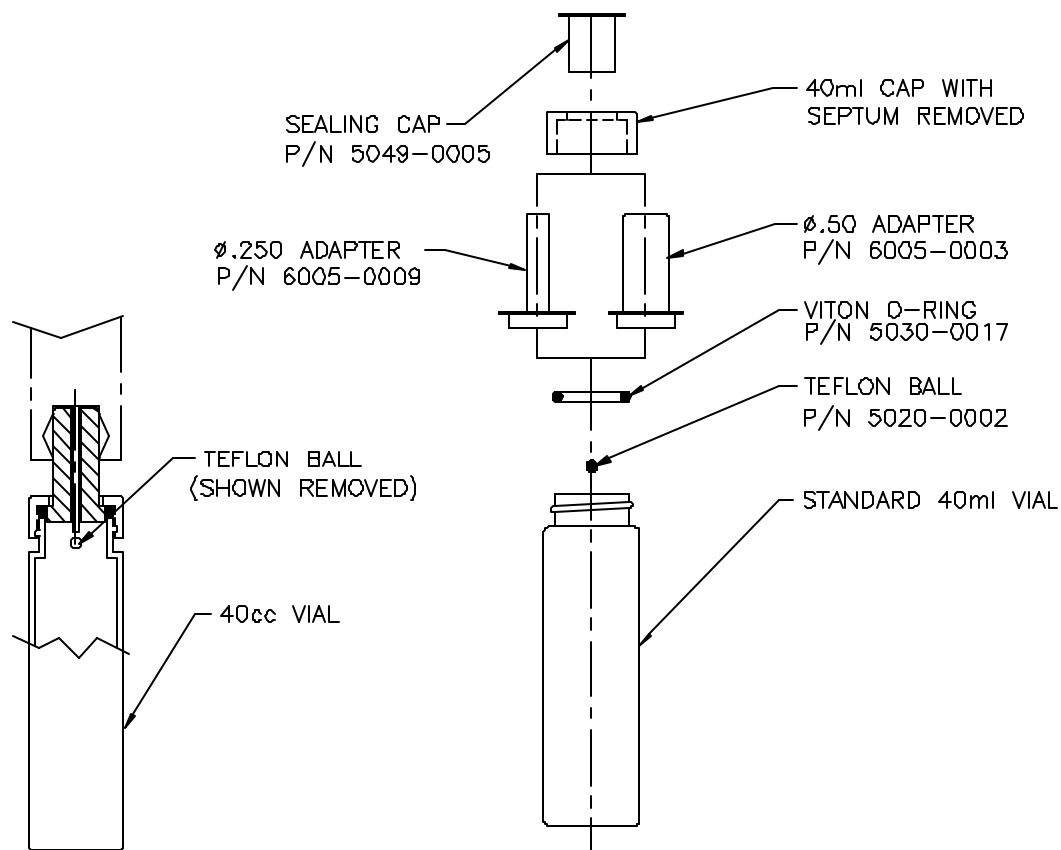 40ml CAP WITH
SEPTUM REMOVED
SEALING CAP
P/N 5049-0005
Ø.50 ADAPTER
P/N 6005-0003
Ø.250 ADAPTER
P/N 6005-0009
VITON O-RING
P/N 5030-0017
TEFLON BALL
P/N 5020-0002
TEFLON BALL
(SHOWN REMOVED)
STANDARD 40ml VIAL
40cc VIAL